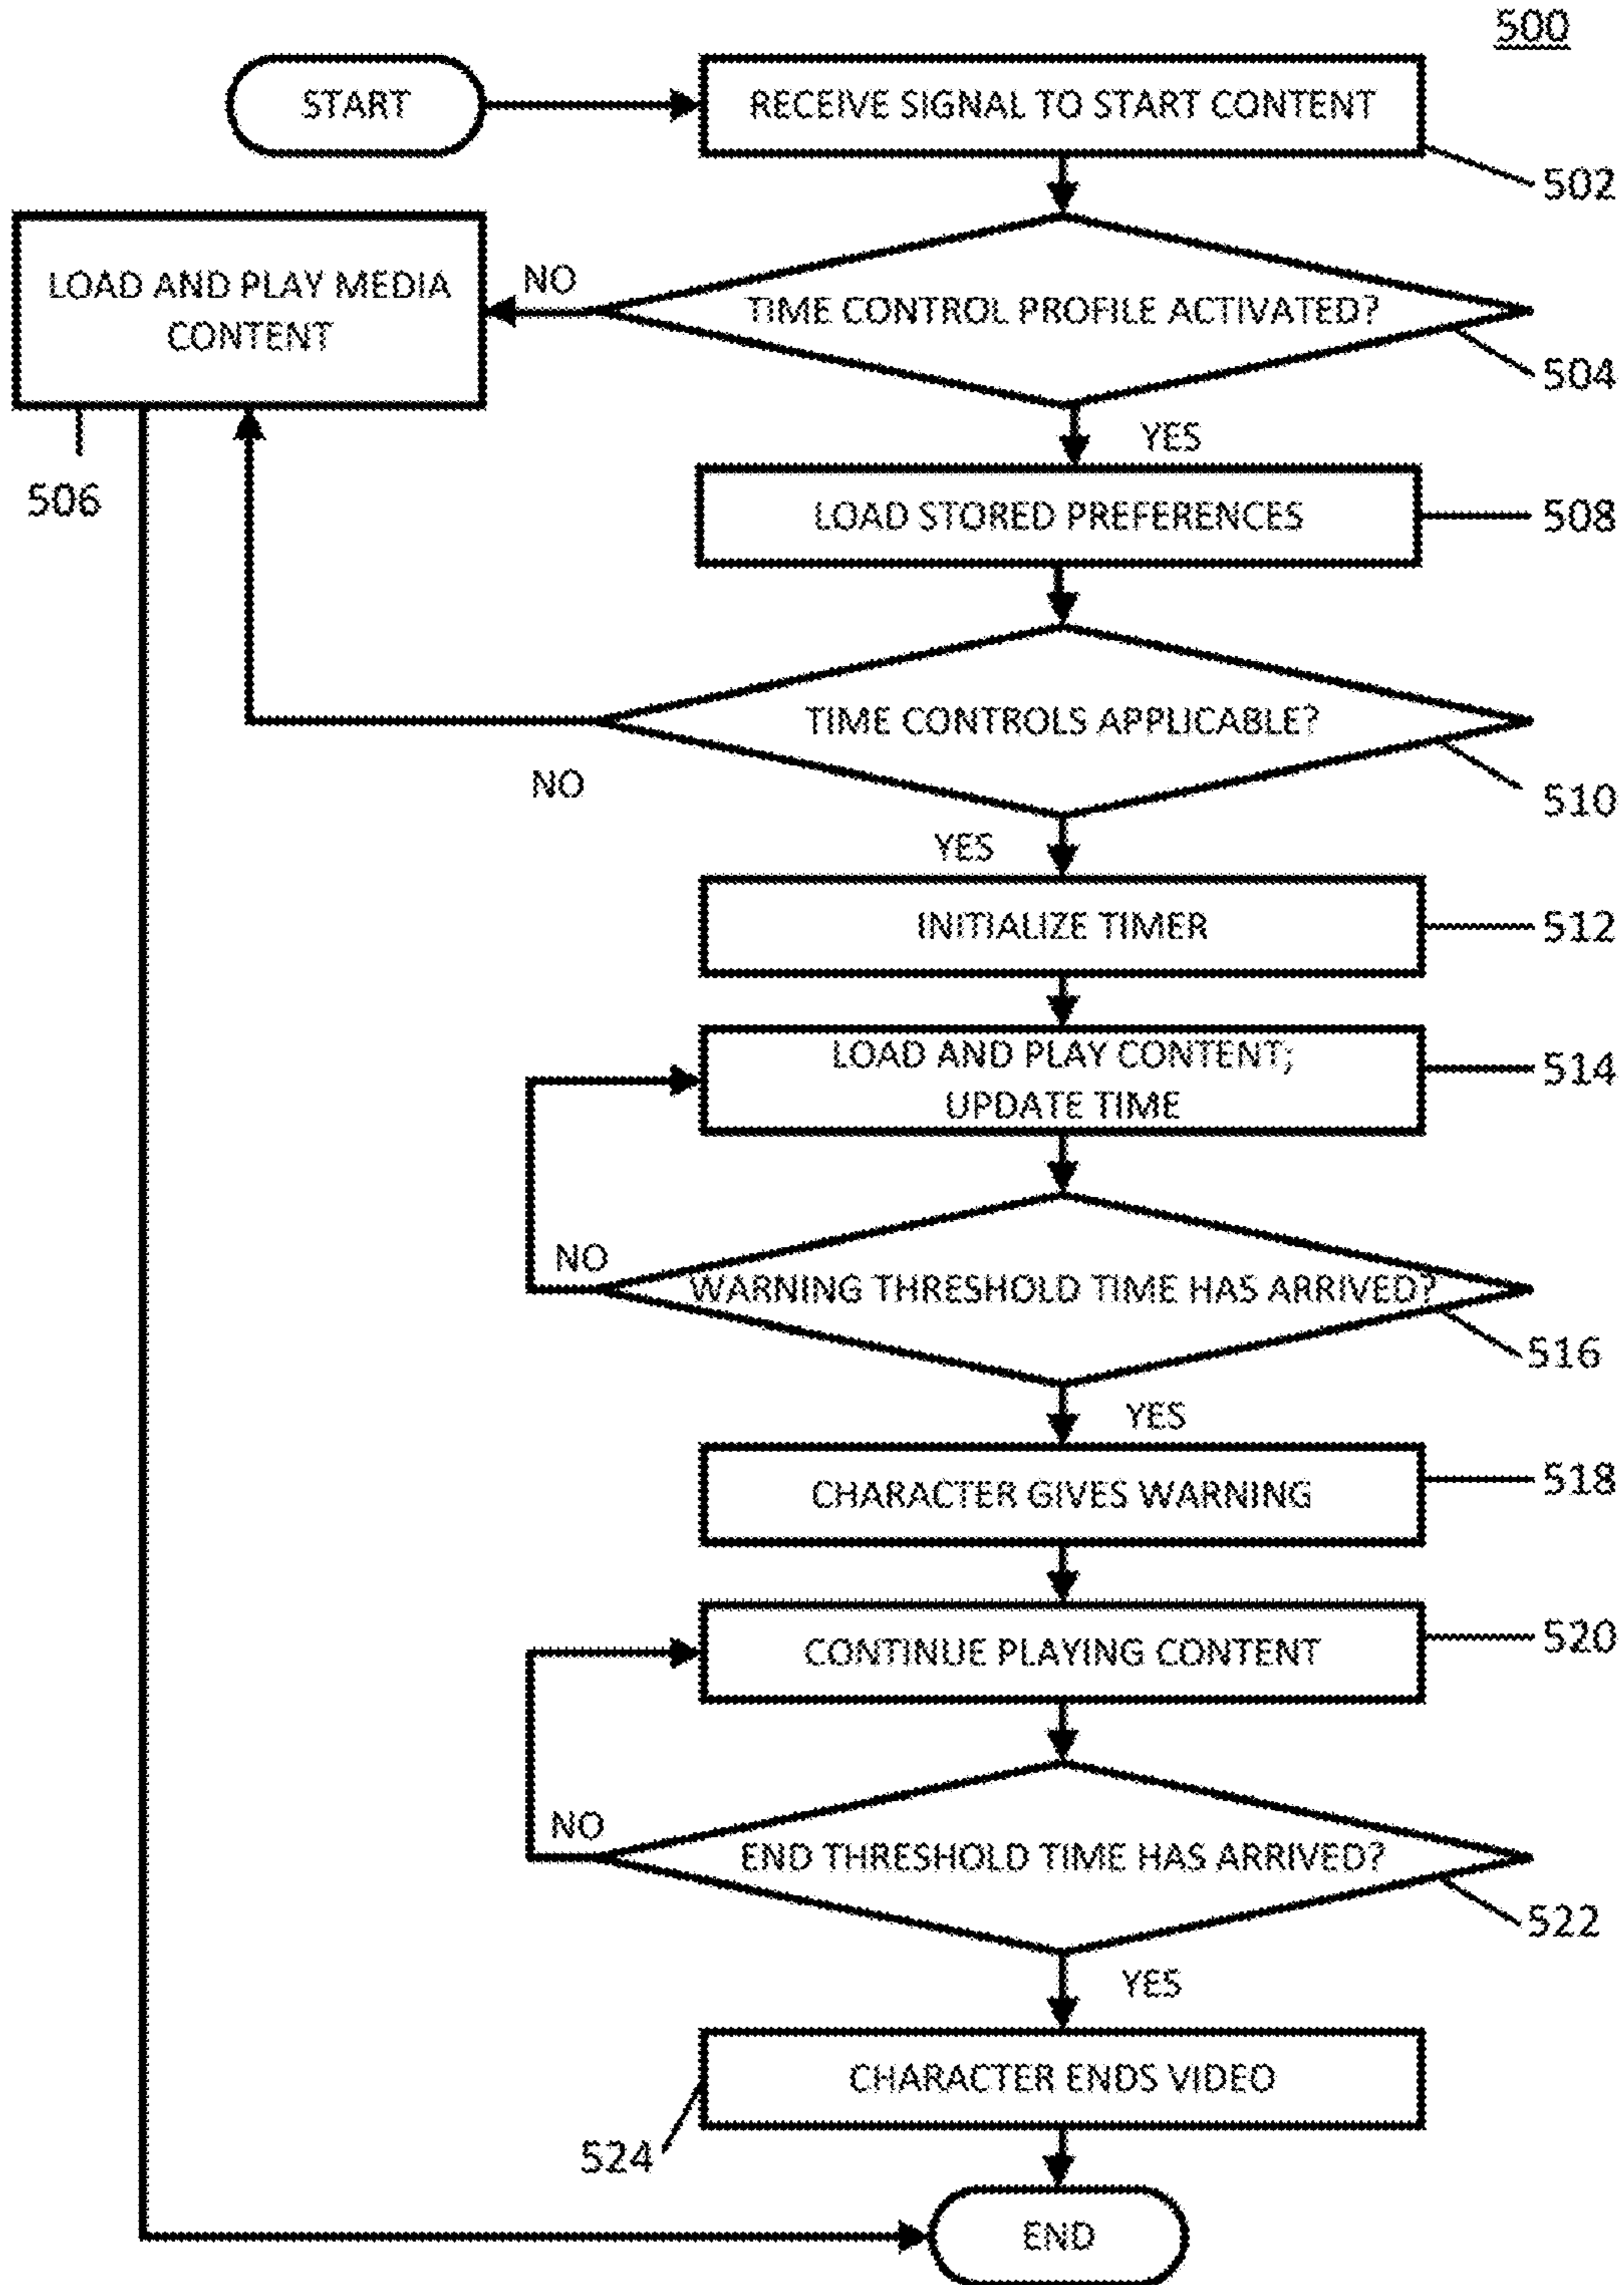 500
START
RECEIVE SIGNAL TO START CONTENT
502
LOAD AND PLAY MEDIA
CONTENT
NO
TIME CONTROL PROFILE ACTIVATED?
504
YES
506
LOAD STORED PREFERENCES
508
TIME CONTROLS APPLICABLE?
NO
510
YES
INITIALIZE TIMER
512
LOAD AND PLAY CONTENT;
UPDATE TIME
514
NO
WARNING THRESHOLD TIME HAS ARRIVED?
516
YES
CHARACTER GIVES WARNING
518
CONTINUE PLAYING CONTENT
520
NO
END THRESHOLD TIME HAS ARRIVED?
522
YES
CHARACTER ENDS VIDEO
524
END